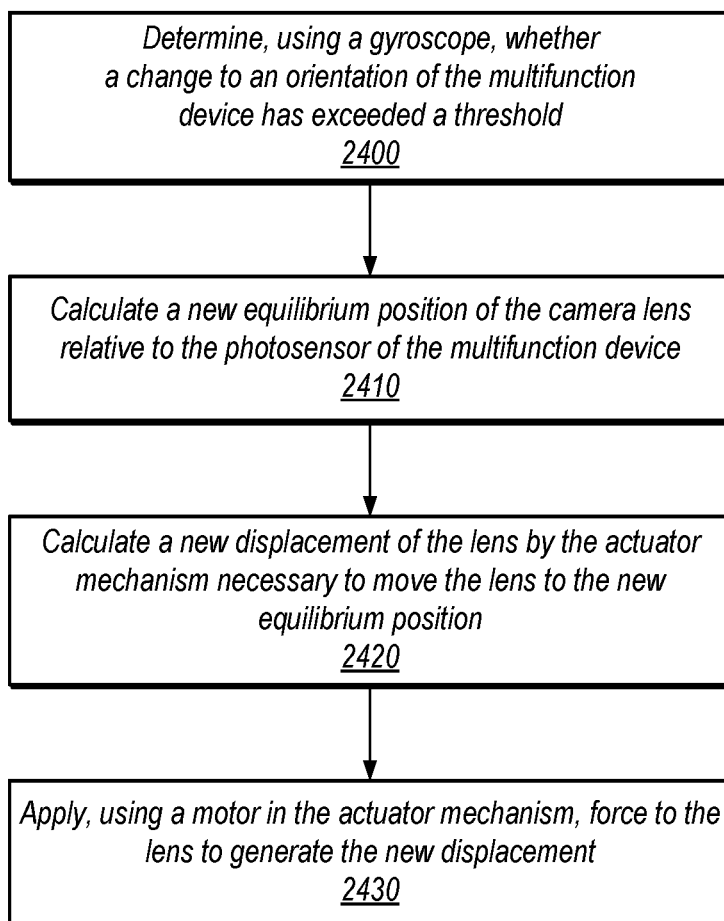 Determine, using a gyroscope, whether
a change to an orientation of the multifunction
device has exceeded a threshold
2400
Calculate a new equilibrium position of the camera lens
relative to the photosensor of the multifunction device
2410
Calculate a new displacement of the lens by the actuator
mechanism necessary to move the lens to the new
equilibrium position
2420
Apply, using a motor in the actuator mechanism, force to the
lens to generate the new displacement
2430